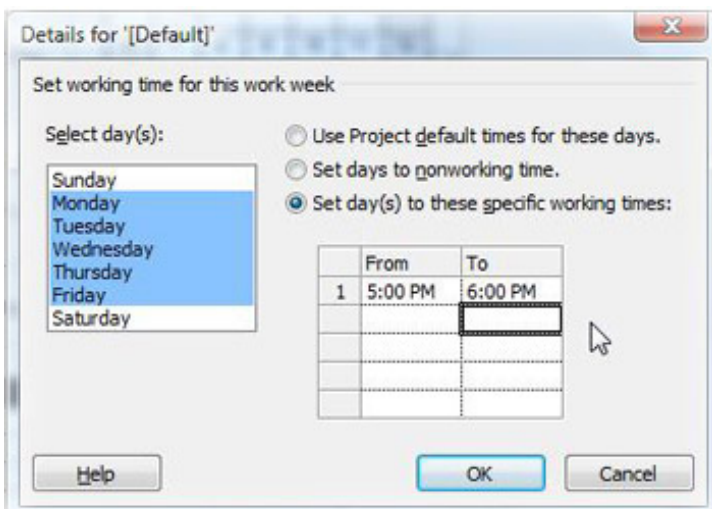 Details for '[Default]'
Set working time for this work week
Select day(s):
Use Project default times for these days.
Set days to nonworking time.
Set day(s) to these specific working times:
Sunday
Monday
Tuesday
Wednesday
Thursday
Friday
Saturday
From To
1 5:00 PM 6:00 PM
Help OK Cancel